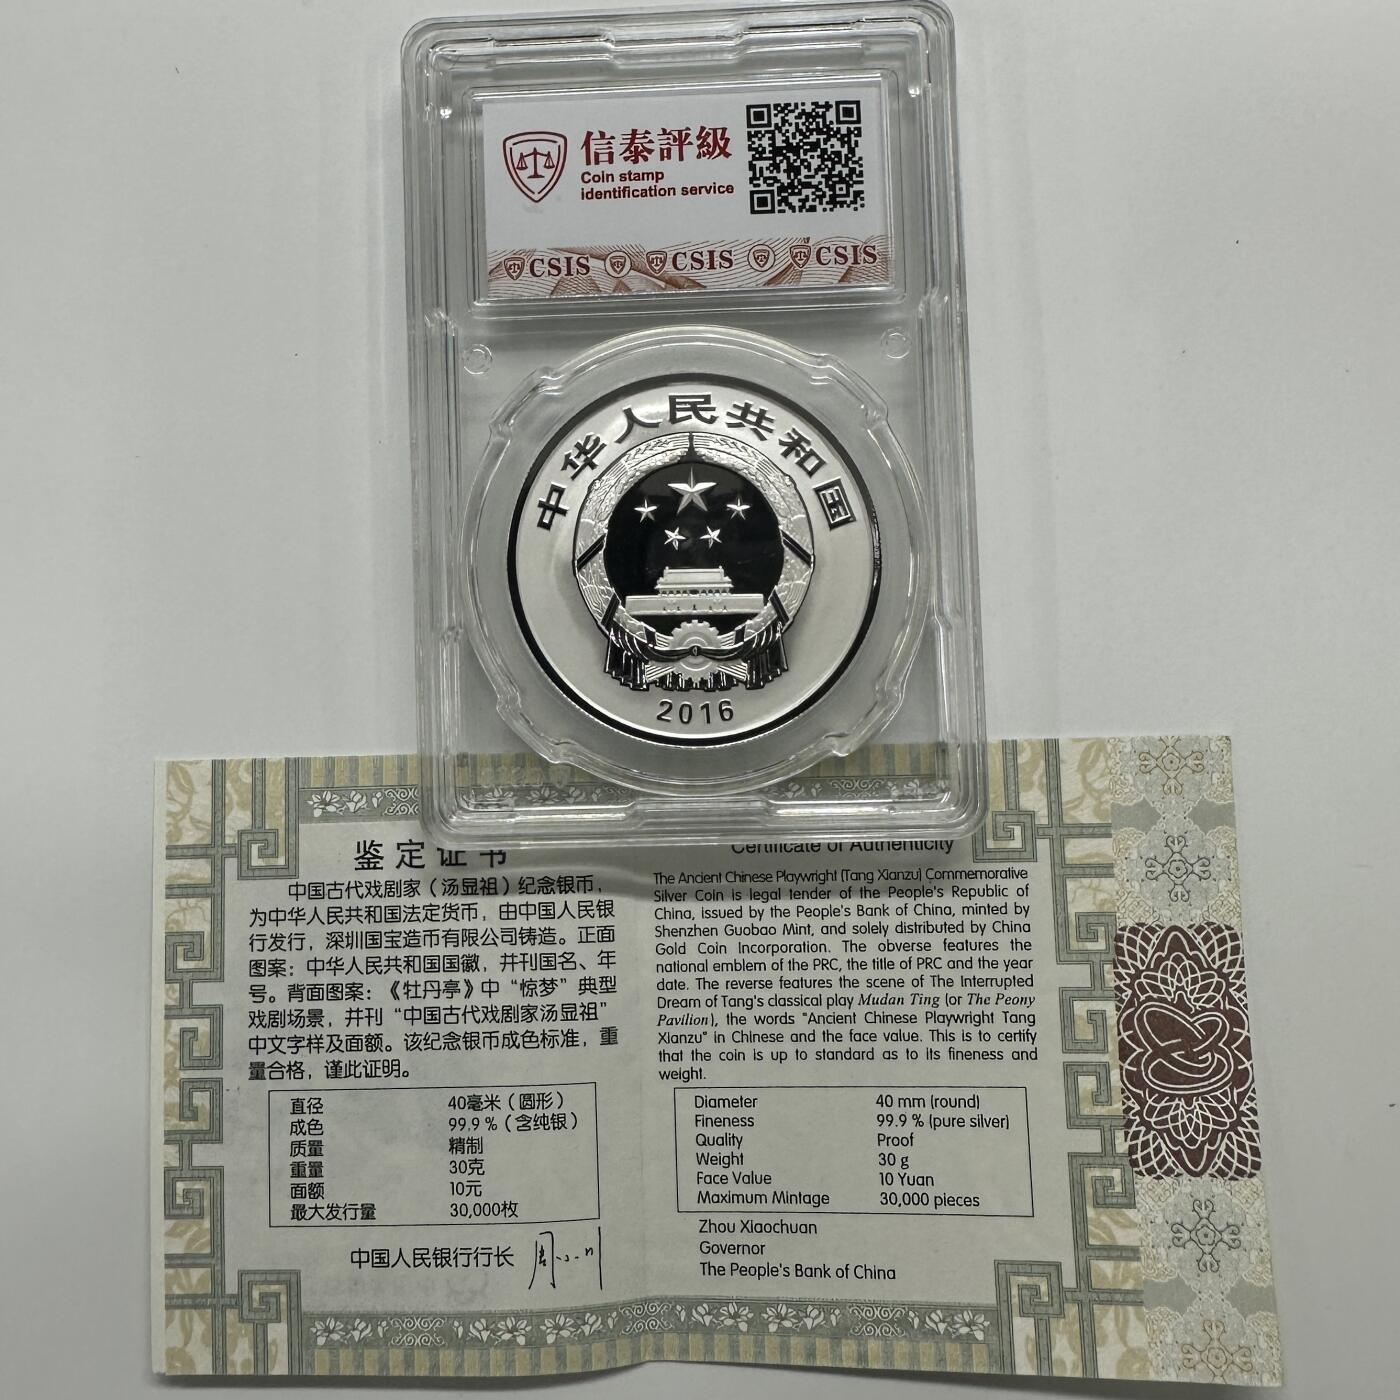 信泰評級
Coin stamp
identification service
CSIS CSIS CSIS
中华人民共和国
2016
鉴定证书
中国古代戏剧家（汤显祖）纪念银币，
为中华人民共和国法定货币，由中国人民银
行发行，深圳国宝造币有限公司铸造。正面
图案：中华人民共和国国徽，并刊国名、年
号。背面图案：《牡丹亭》中“惊梦”典型
戏剧场景，并刊“中国古代戏剧家汤显祖”
中文字样及面额。该纪念银币成色标准，重
量合格，谨此证明。
直径 40毫米（圆形）
成色 99.9％（含纯银）
质量 精制
重量 30克
面额 10元
最大发行量 30,000枚
中国人民银行行长
Certificate of Authenticity
The Ancient Chinese Playwright (Tang Xianzu) Commemorative
Silver Coin is legal tender of the People's Republic of
China, issued by the People's Bank of China, minted by
Shenzhen Guobao Mint, and solely distributed by China
Gold Coin Incorporation. The obverse features the
national emblem of the PRC, the title of PRC and the year
date. The reverse features the scene of The Interrupted
Dream of Tang's classical play Mudan Ting (or The Peony
Pavilion), the words "Ancient Chinese Playwright Tang
Xianzu" in Chinese and the face value. This is to certify
that the coin is up to standard as to its fineness and
weight.
Diameter 40 mm (round)
Fineness 99.9 % (pure silver)
Quality Proof
Weight 30 g
Face Value 10 Yuan
Maximum Mintage 30,000 pieces
Zhou Xiaochuan
Governor
The People's Bank of China